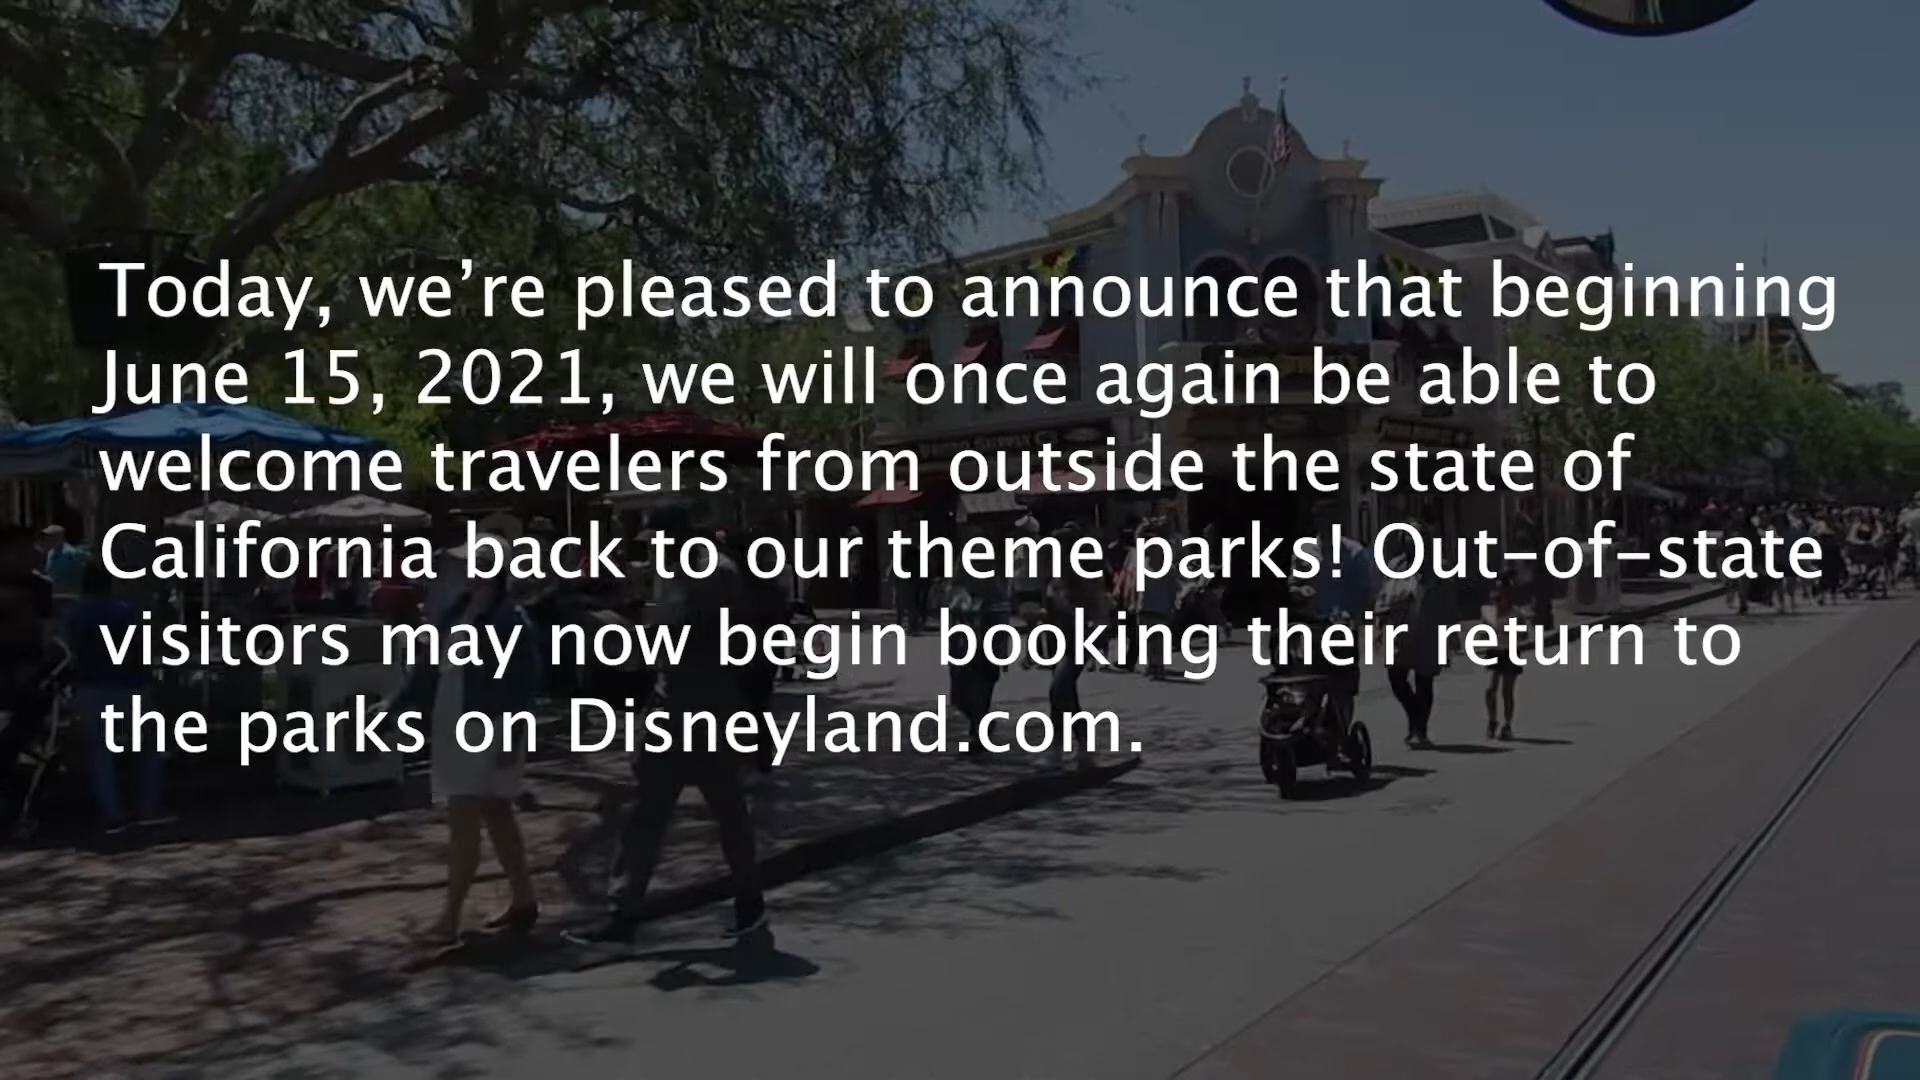 Today, we’re pleased to announce that beginning
June 15, 2021, we will once again be able to
welcome travelers from outside the state of
California back to our theme parks! Out-of-state
visitors may now begin booking their return to
the parks on Disneyland.com.